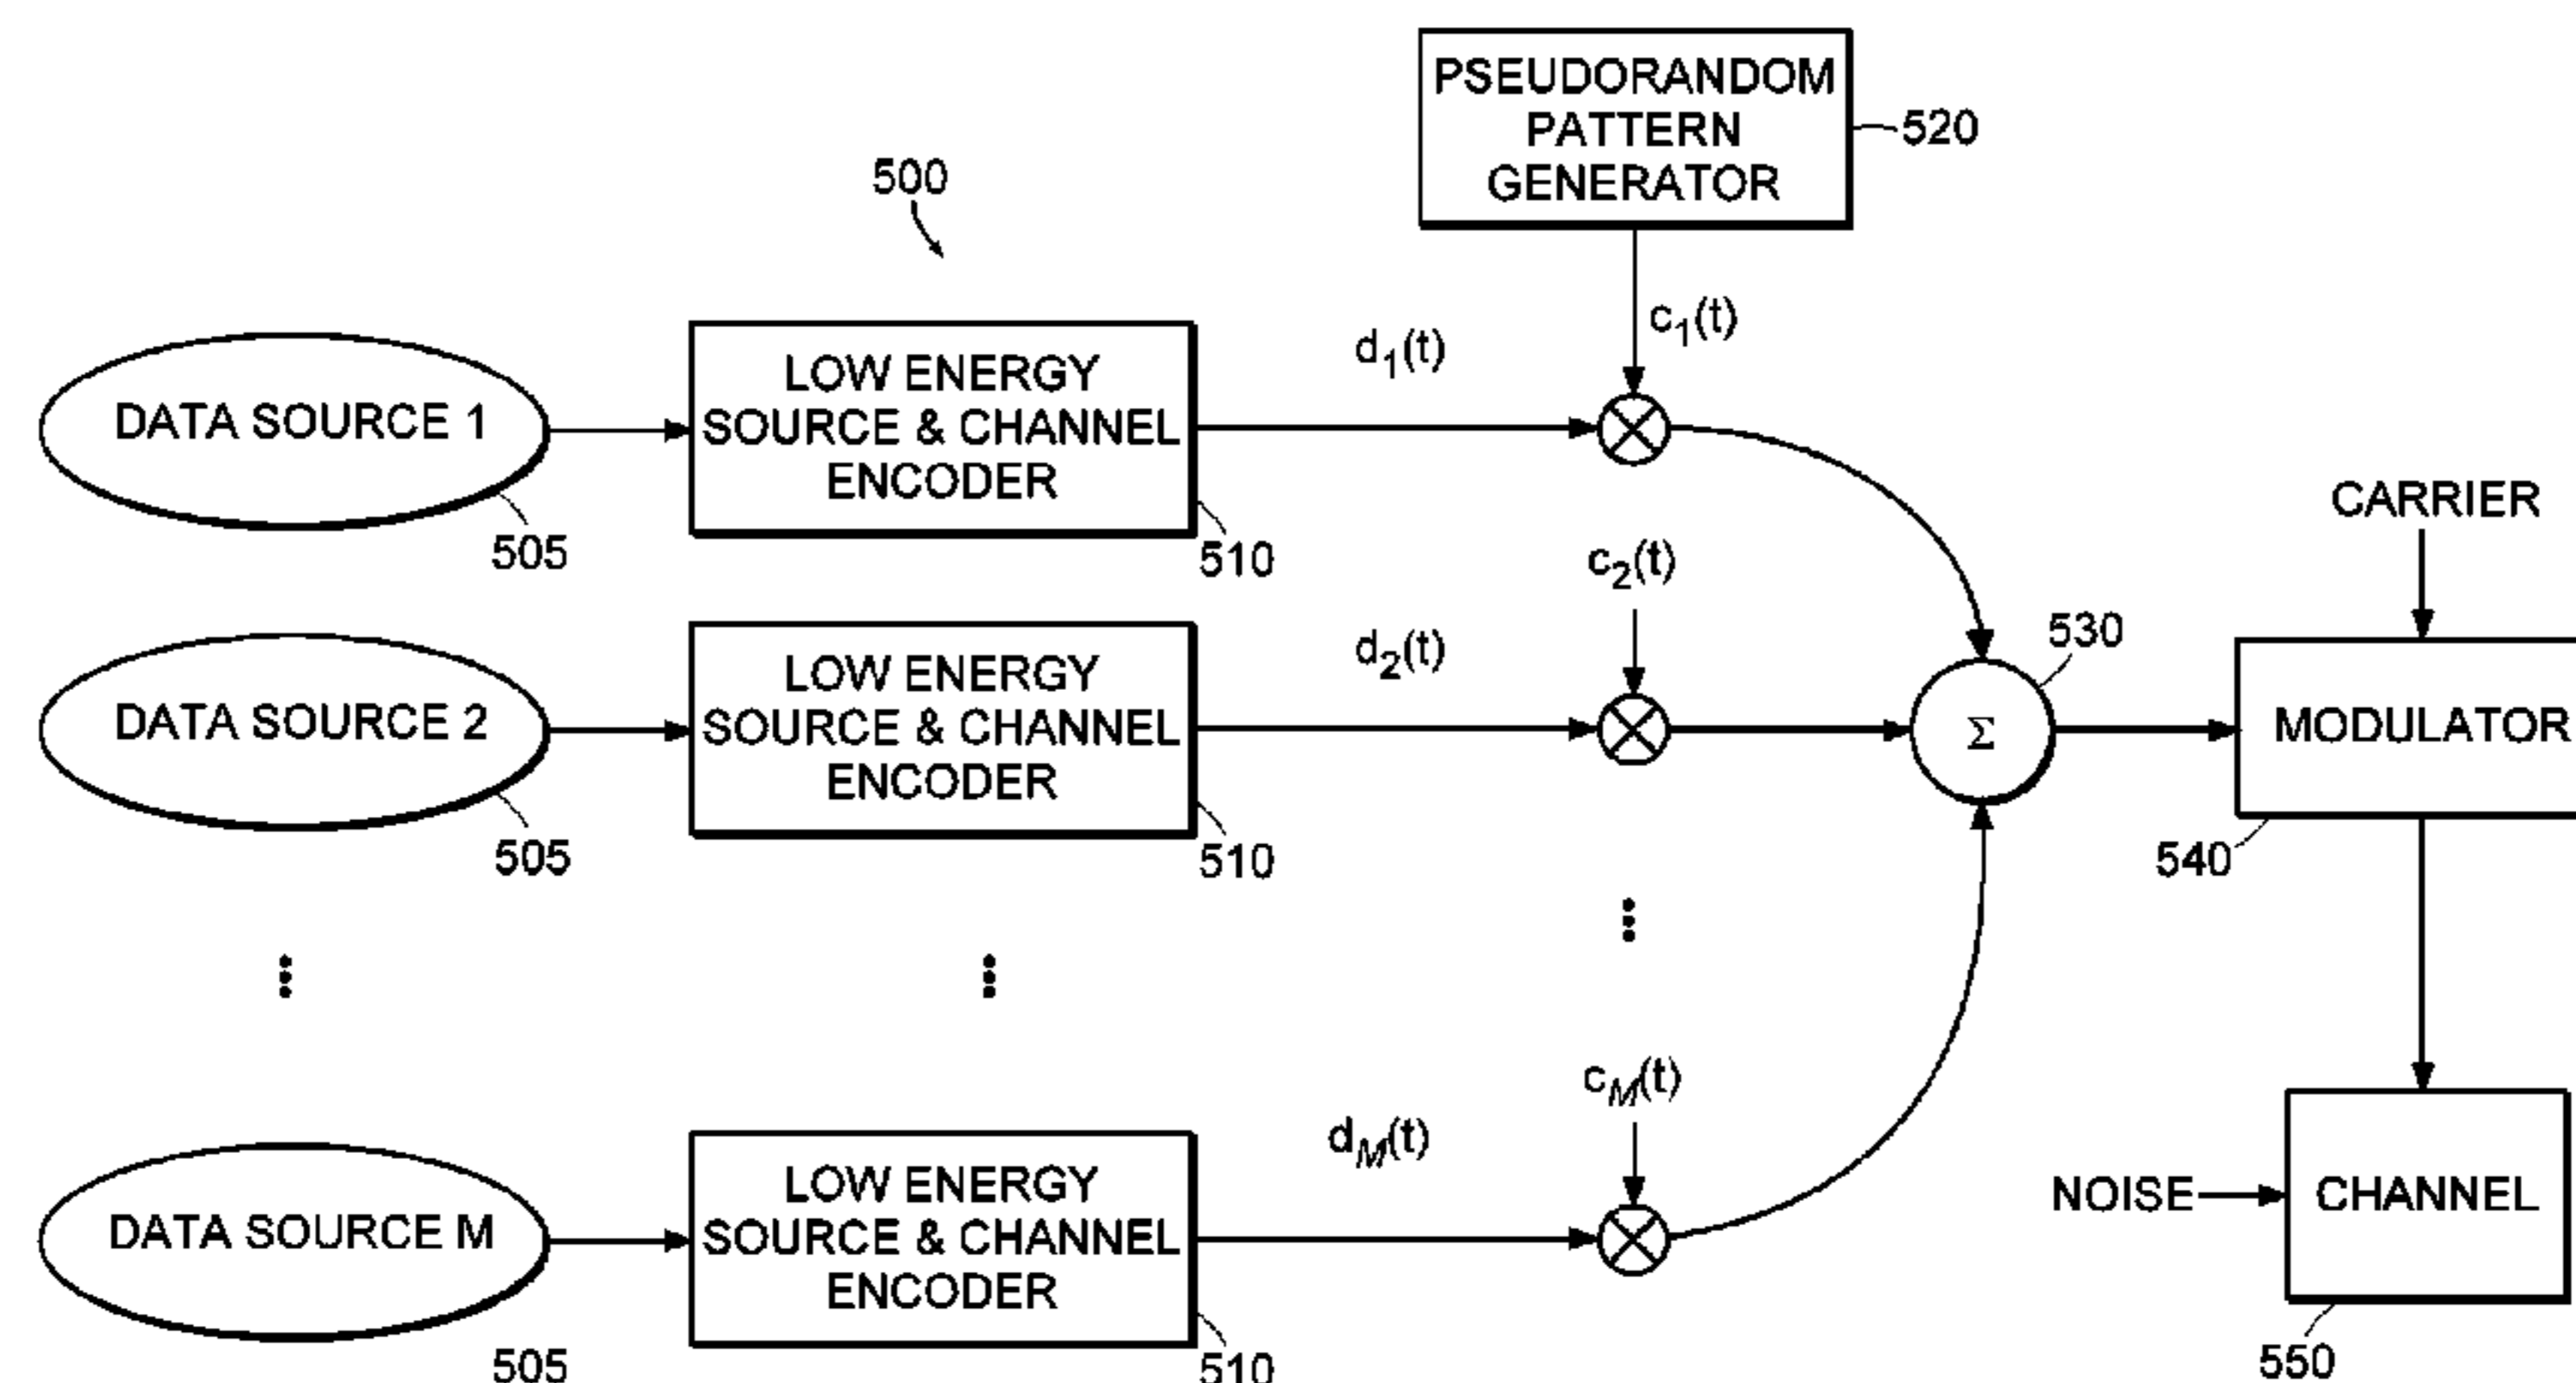 PSEUDORANDOM
PATTERN
GENERATOR
520
500
c1(t)
d1(t)
DATA SOURCE 1
LOW ENERGY
SOURCE & CHANNEL
ENCODER
505
510
CARRIER
c2(t)
d2(t)
DATA SOURCE 2
LOW ENERGY
SOURCE & CHANNEL
ENCODER
530
Σ
MODULATOR
505
510
540
cM(t)
dM(t)
DATA SOURCE M
LOW ENERGY
SOURCE & CHANNEL
ENCODER
NOISE
CHANNEL
505
510
550